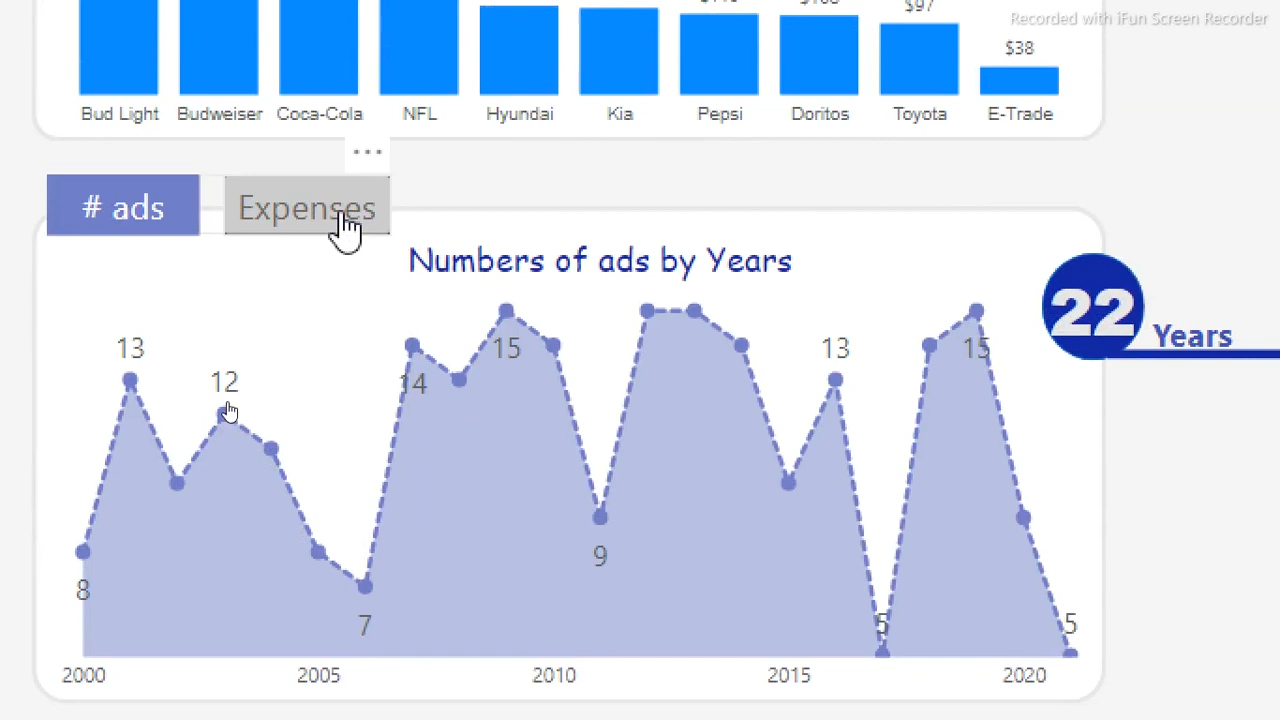 $97
Recorded with iFun Screen Recorder
$38
Bud Light Budweiser Coca-Cola NFL Hyundai Kia Pepsi Doritos Toyota E-Trade
...
# ads Expenses
Numbers of ads by Years
22 Years
13 15 13 15
12 14
9
8
7 5 5
2000 2005 2010 2015 2020